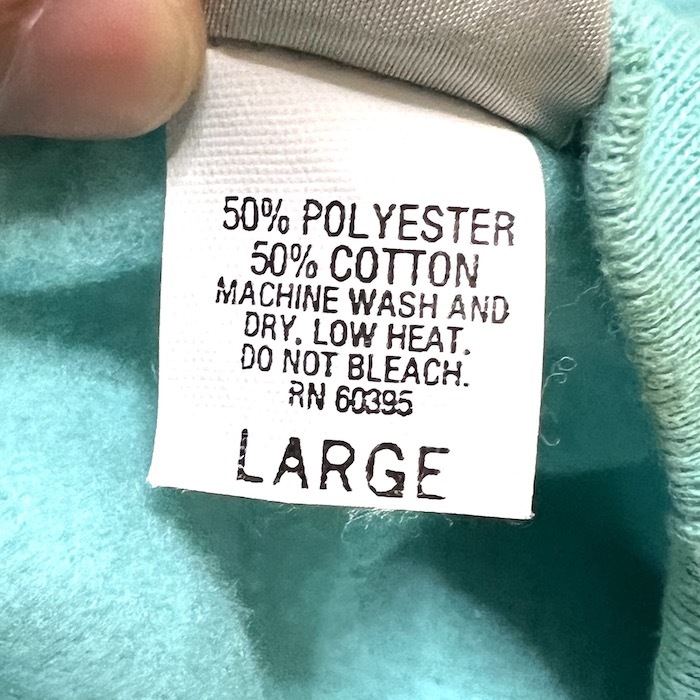 50% POLYESTER
50% COTTON
MACHINE WASH AND
DRY. LOW HEAT.
DO NOT BLEACH.
RN 60395
LARGE